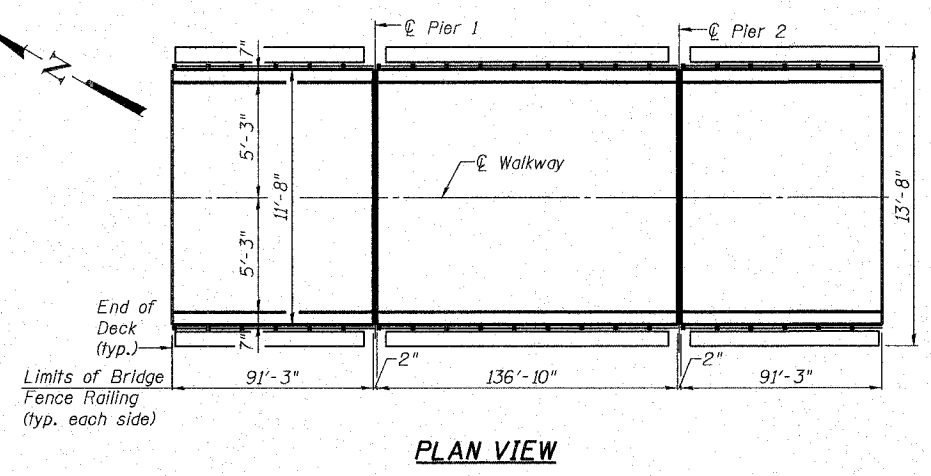 ℄ Pier 1
℄ Pier 2
N
7"
5'-3"
11'-8"
℄ Walkway
13'-8"
5'-3"
End of
Deck
(typ.)
7"
2"
2"
Limits of Bridge
Fence Railing
(typ. each side)
91'-3"
136'-10"
91'-3"
PLAN VIEW